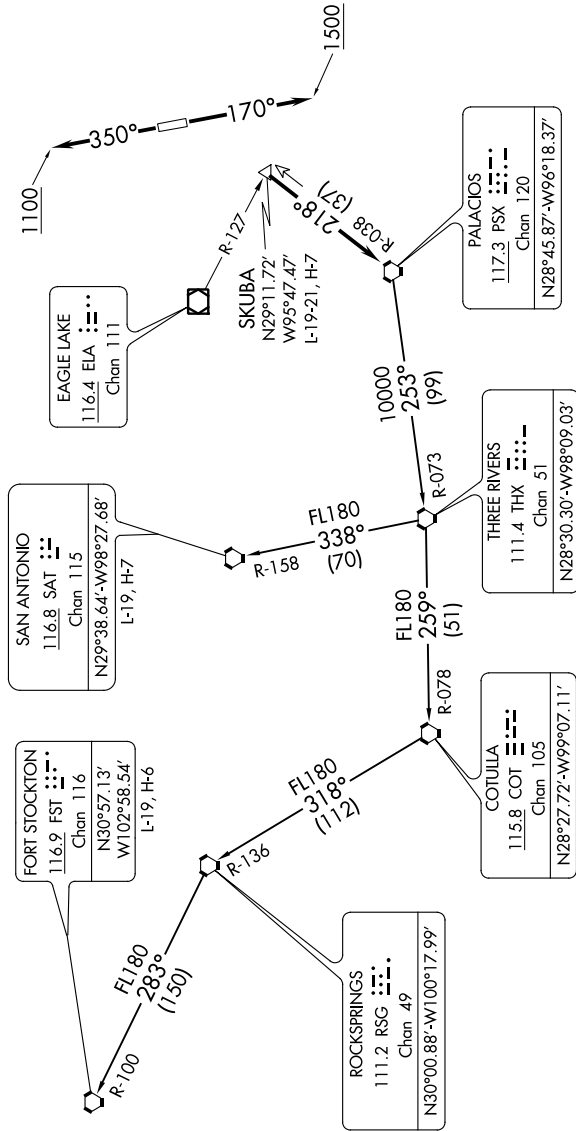 FORT STOCKTON
116.9 FST
Chan 116
N30°57.13'
W102°58.54'
L-19, H-6
SAN ANTONIO
116.8 SAT
Chan 115
N29°38.64'-W98°27.68'
L-19, H-7
EAGLE LAKE
116.4 ELA
Chan 111
1100
350°
170°
1500
R-127
SKUBA
N29°11.72'
W95°47.47'
L-19-21, H-7
218°
(37)
R-038
PALACIOS
117.3 PSX
Chan 120
N28°45.87'-W96°18.37'
10000
253°
(99)
R-073
THREE RIVERS
111.4 THX
Chan 51
N28°30.30'-W98°09.03'
FL180
338°
(70)
R-158
FL180
259°
(51)
R-078
COTULLA
115.8 COT
Chan 105
N28°27.72'-W99°07.11'
FL180
318°
(112)
R-136
ROCKSPRINGS
111.2 RSG
Chan 49
N30°00.88'-W100°17.99'
FL180
283°
(150)
R-100